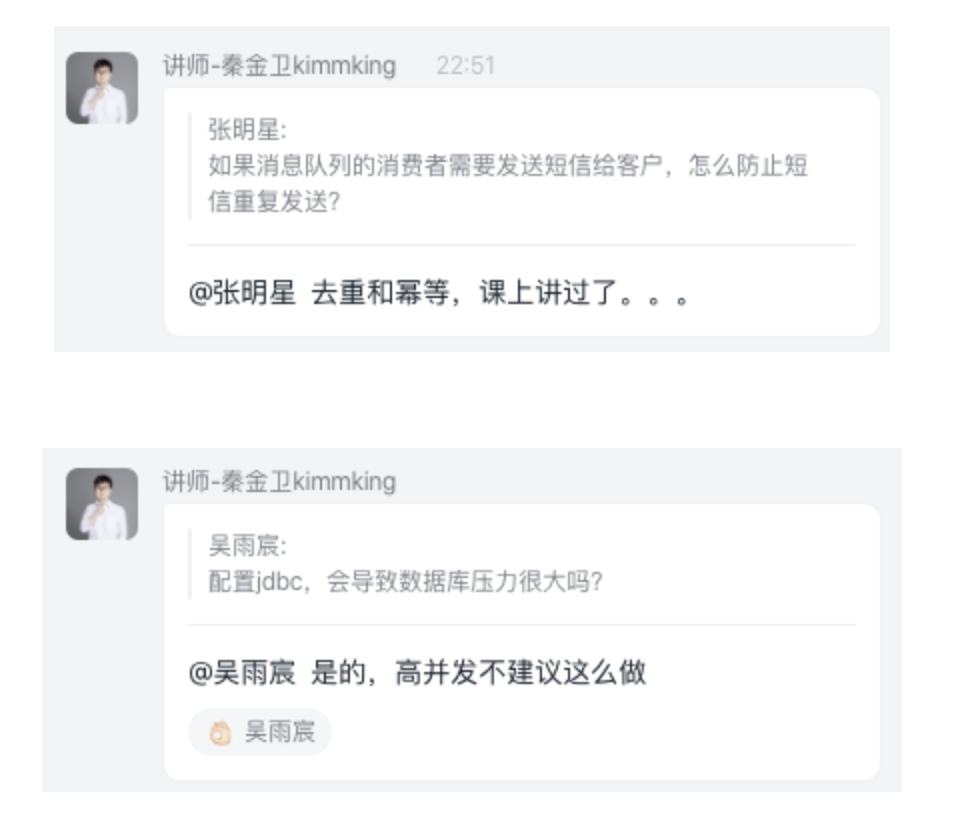 讲师-秦金卫kimmking 22:51
张明星:
如果消息队列的消费者需要发送短信给客户，怎么防止短
信重复发送?
@张明星 去重和幂等，课上讲过了。。。
讲师-秦金卫kimmking
吴雨宸:
配置jdbc，会导致数据库压力很大吗?
@吴雨宸 是的，高并发不建议这么做
👌🏻 吴雨宸